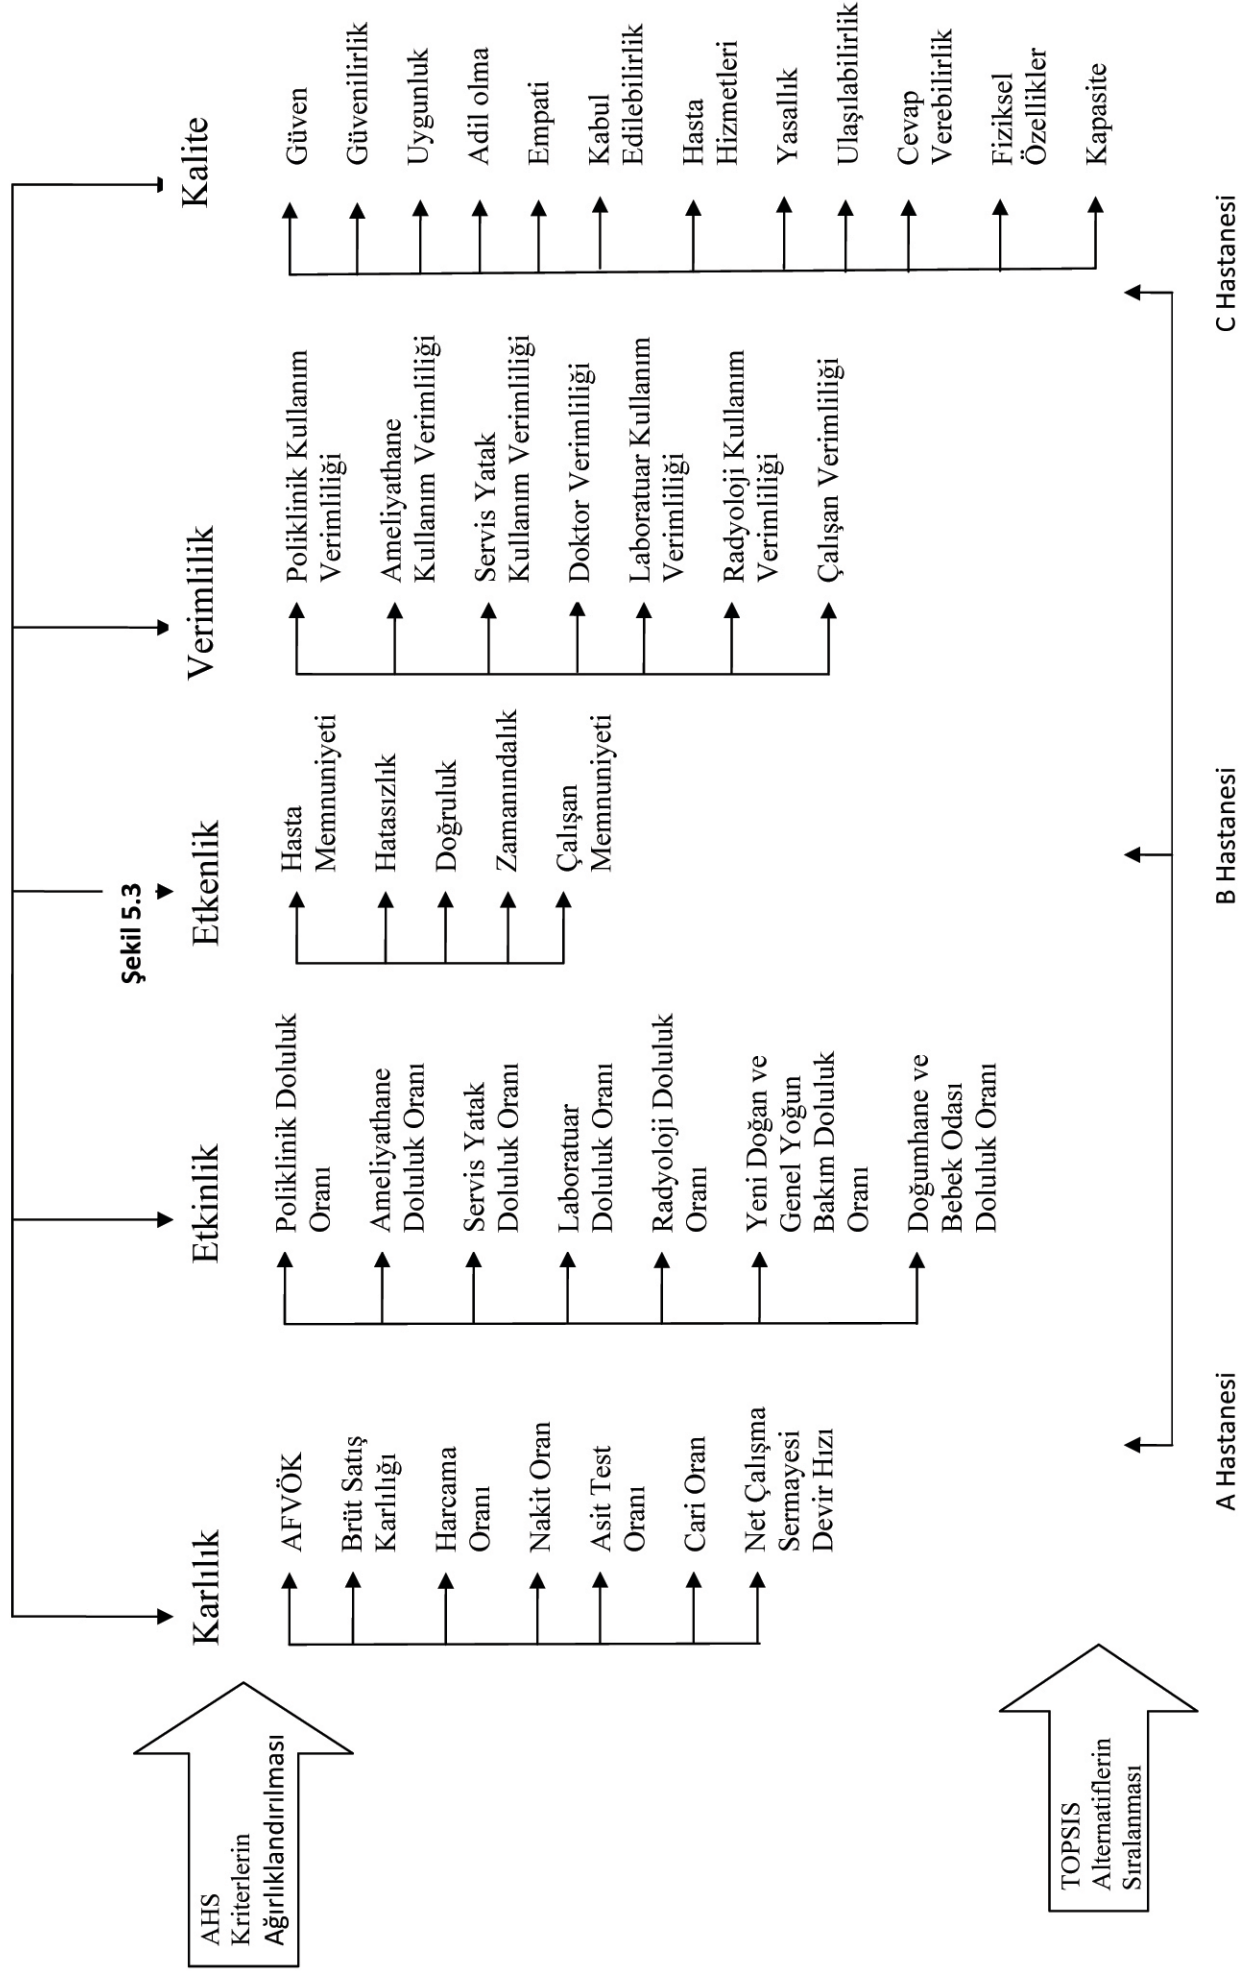 Şekil 5.3
AHS
Kriterlerin
Ağırlıklandırılması
Karlılık
AFVÖK
Brüt Satış
Karlılığı
Harcama
Oranı
Nakit Oran
Asit Test
Oranı
Cari Oran
Net Çalışma
Sermayesi
Devir Hızı
Etkinlik
Poliklinik Doluluk
Oranı
Ameliyathane
Doluluk Oranı
Servis Yatak
Doluluk Oranı
Laboratuar
Doluluk Oranı
Radyoloji Doluluk
Oranı
Yeni Doğan ve
Genel Yoğun
Bakım Doluluk
Oranı
Doğumhane ve
Bebek Odası
Doluluk Oranı
Etkenlik
Hasta
Memnuniyeti
Hatasızlık
Doğruluk
Zamanındalık
Çalışan
Memnuniyeti
Verimlilik
Poliklinik Kullanım
Verimliliği
Ameliyathane
Kullanım Verimliliği
Servis Yatak
Kullanım Verimliliği
Doktor Verimliliği
Laboratuar Kullanım
Verimliliği
Radyoloji Kullanım
Verimliliği
Çalışan Verimliliği
Kalite
Güven
Güvenilirlik
Uygunluk
Adil olma
Empati
Kabul
Edilebilirlik
Hasta
Hizmetleri
Yasallık
Ulaşılabilirlik
Cevap
Verebilirlik
Fiziksel
Özellikler
Kapasite
TOPSIS
Alternatiflerin
Sıralanması
A Hastanesi
B Hastanesi
C Hastanesi